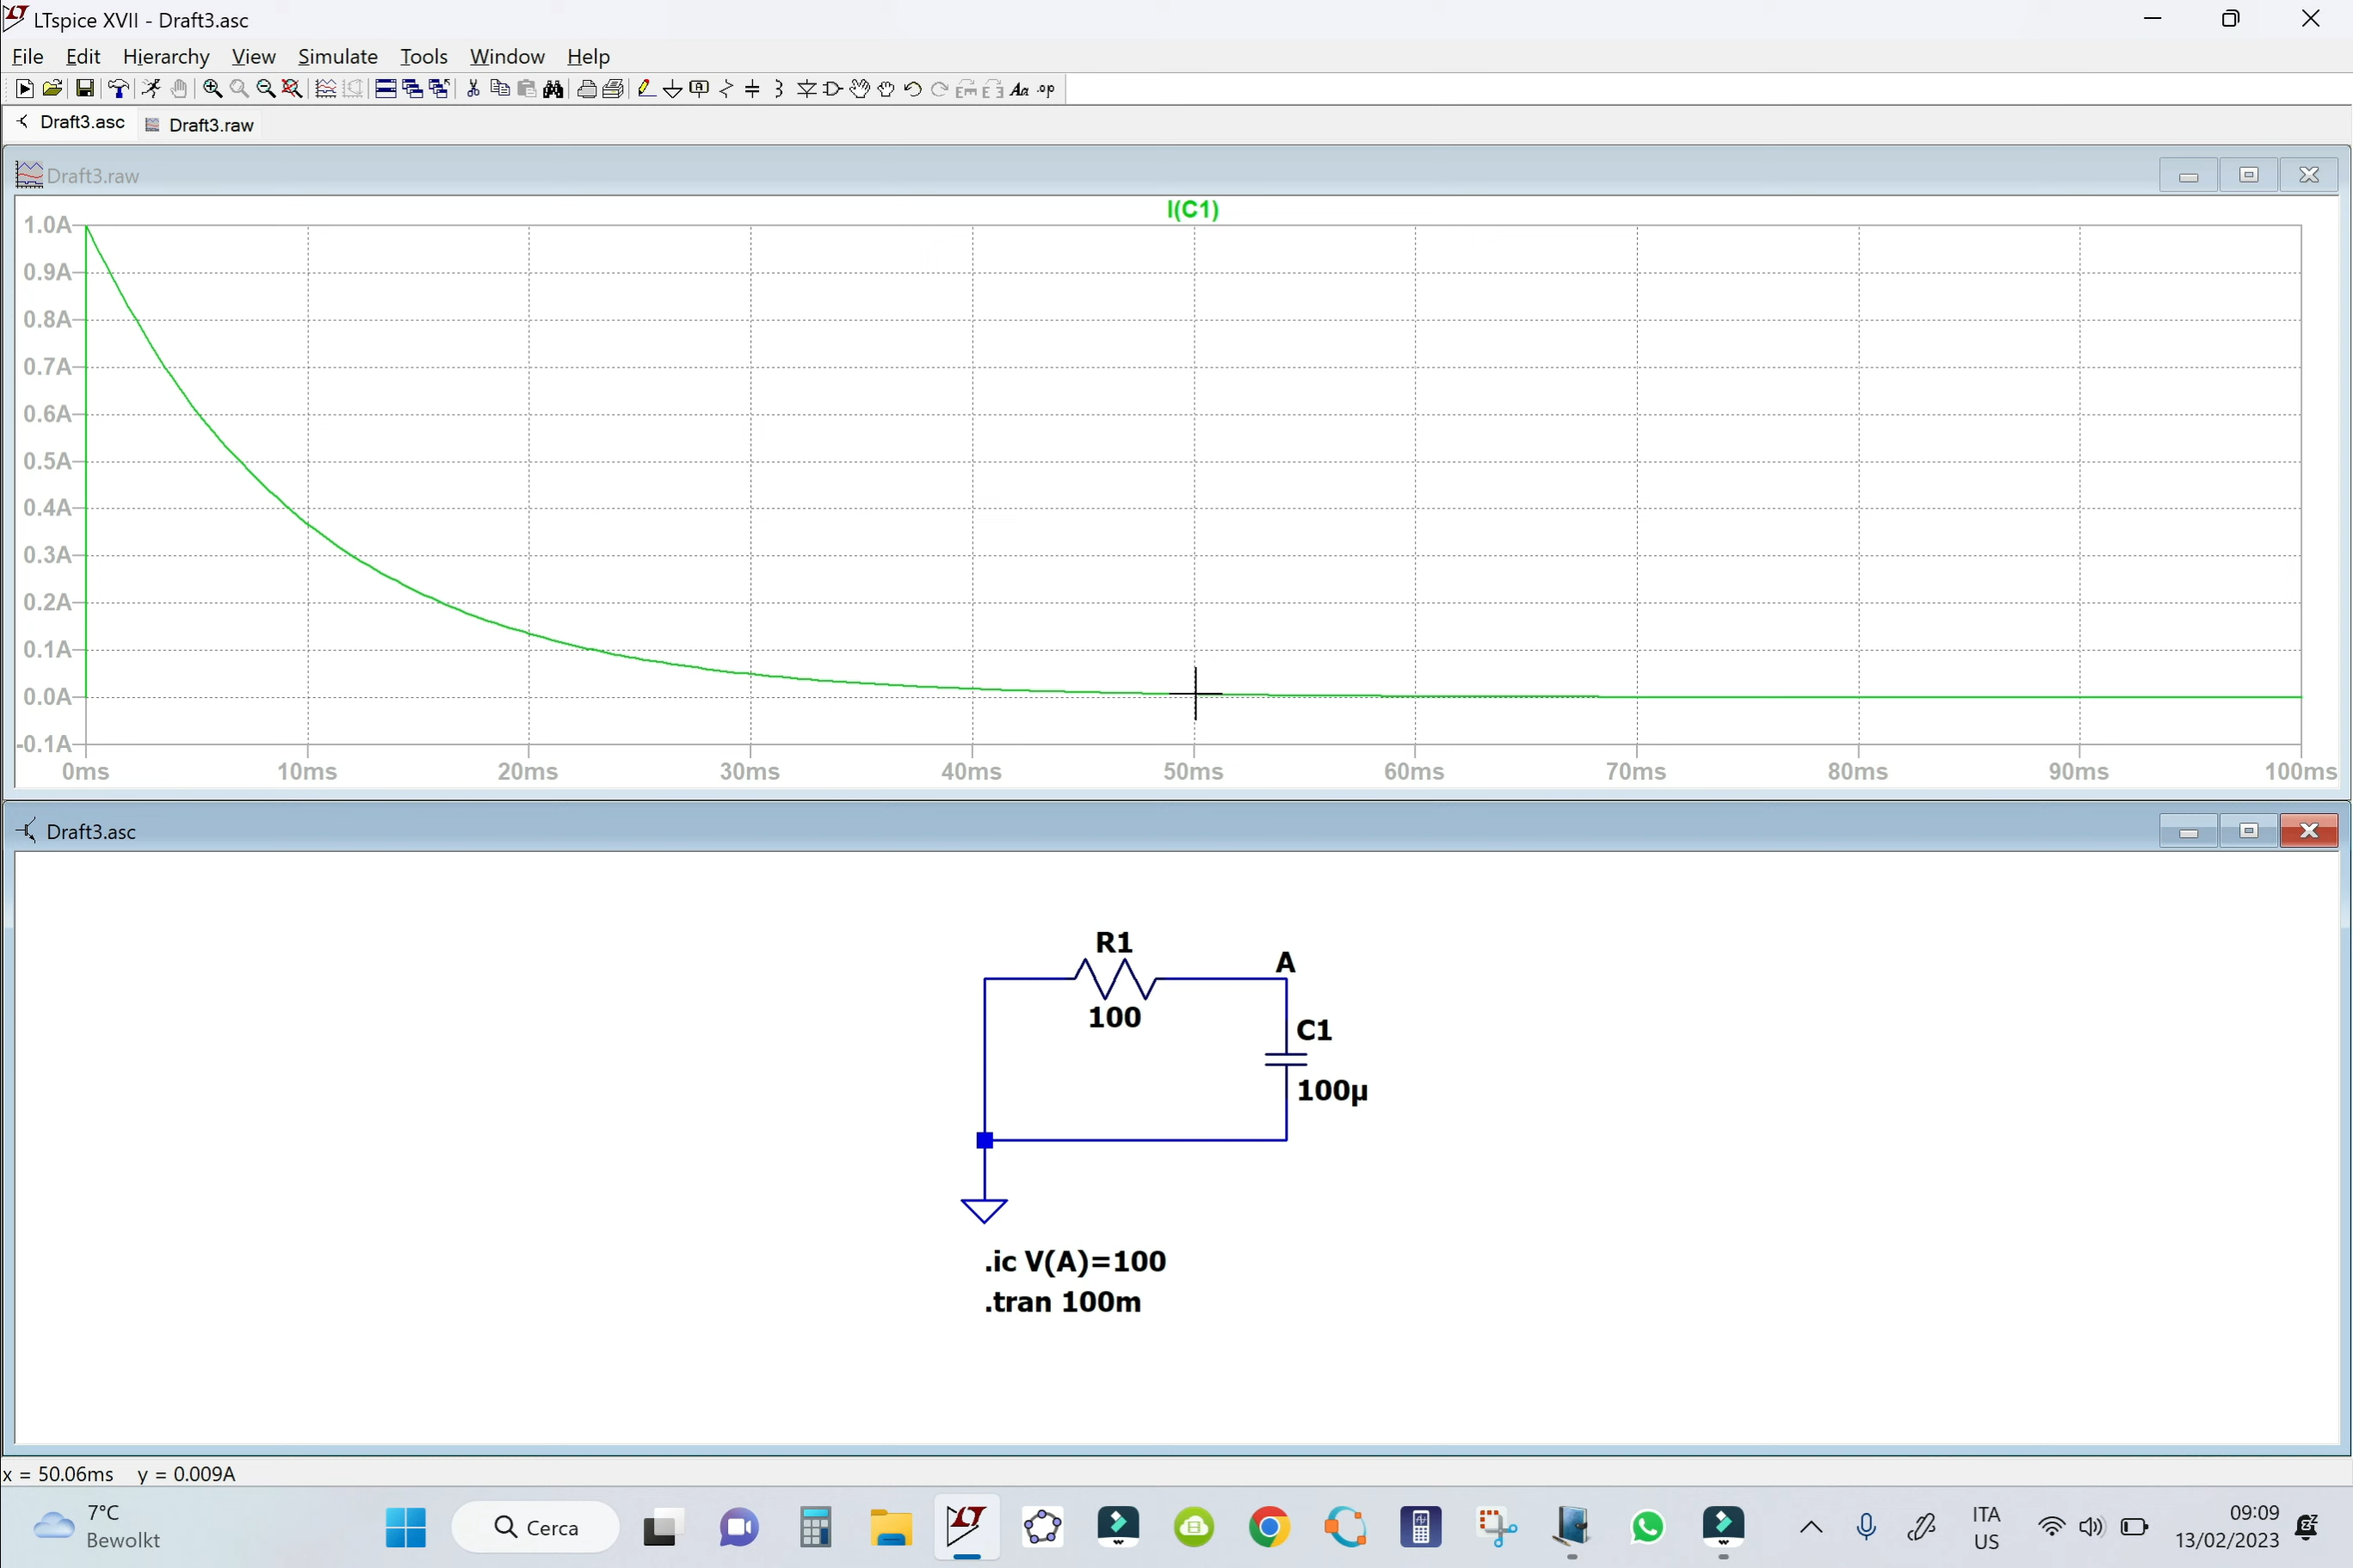 LTspice XVII - Draft3.asc
File Edit Hierarchy View Simulate Tools Window Help
Aa .op
Draft3.asc Draft3.raw
Draft3.raw
I(C1)
1.0A
0.9A
0.8A
0.7A
0.6A
0.5A
0.4A
0.3A
0.2A
0.1A
0.0A
-0.1A
0ms 10ms 20ms 30ms 40ms 50ms 60ms 70ms 80ms 90ms 100ms
Draft3.asc
R1
A
100
C1
100µ
.ic V(A)=100
.tran 100m
x = 50.06ms y = 0.009A
7°C
Bewolkt
Cerca
ITA
US
09:09
13/02/2023